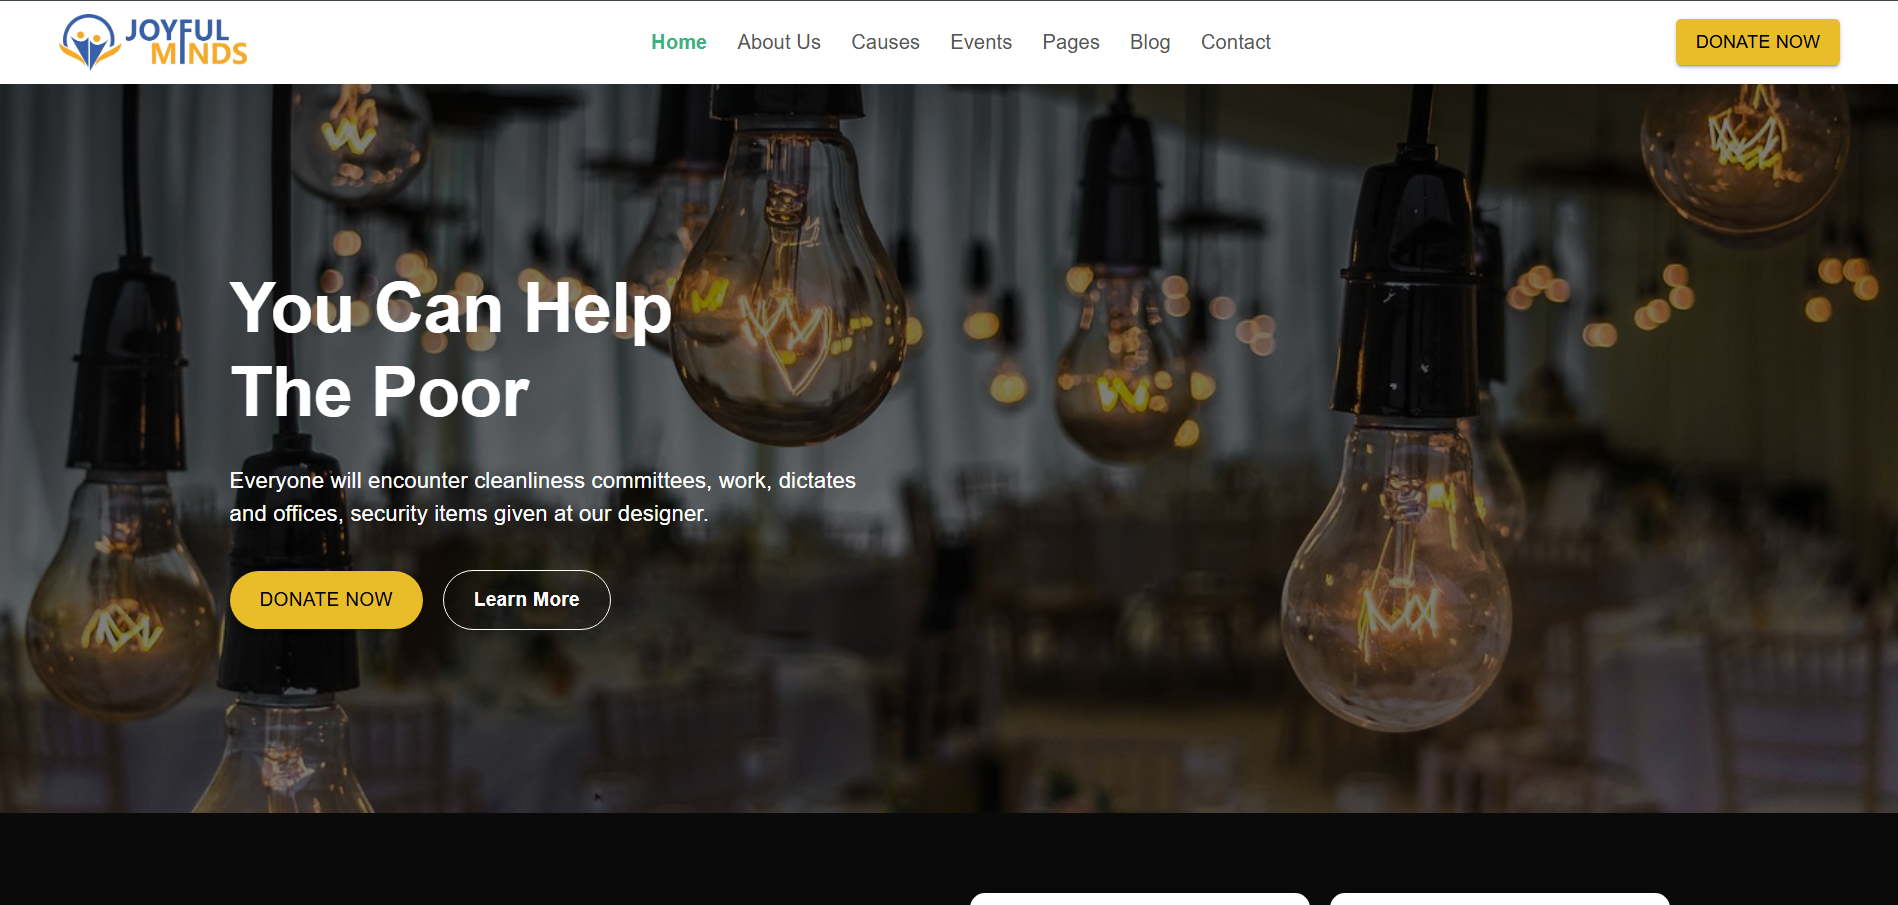 JOYFUL
MINDS
Home
About Us
Causes
Events
Pages
Blog
Contact
DONATE NOW
You Can Help
The Poor
Everyone will encounter cleanliness committees, work, dictates
and offices, security items given at our designer.
DONATE NOW
Learn More